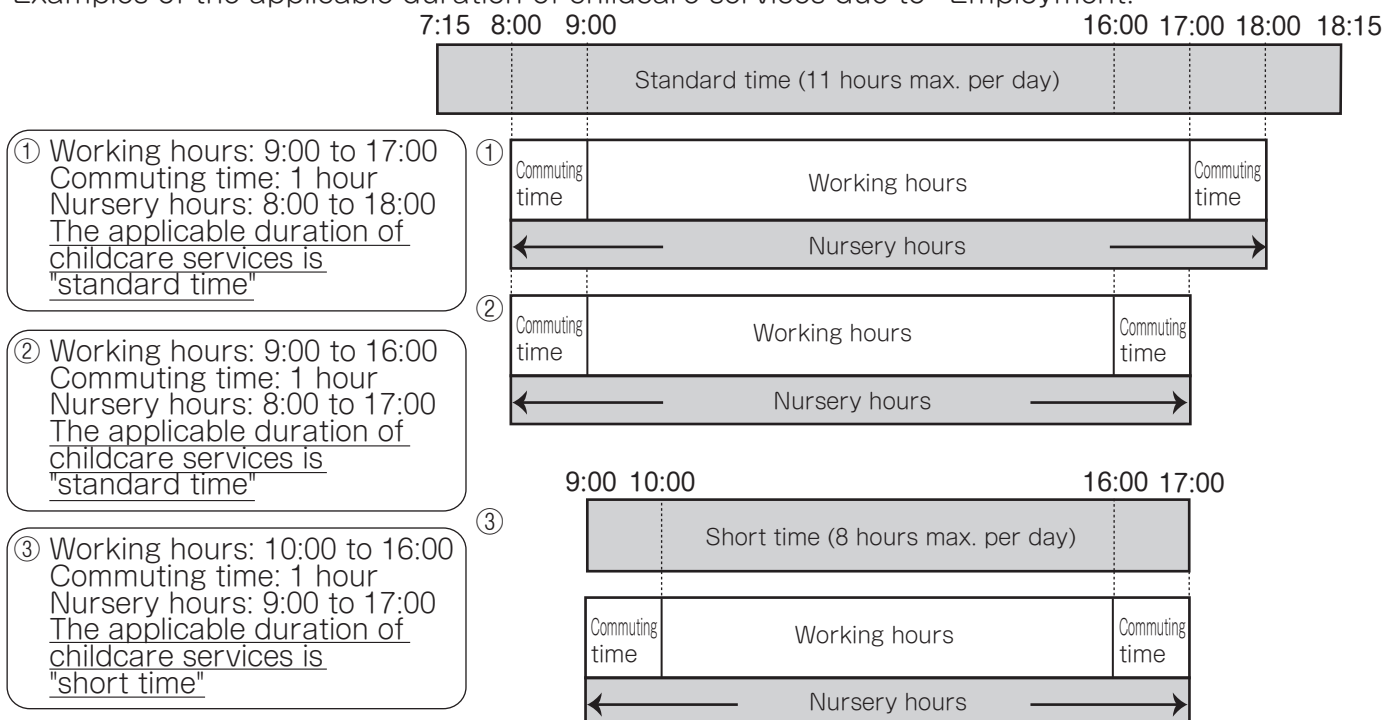 Examples of the applicable duration of childcare services due to "Employment."
7:15 8:00 9:00 16:00 17:00 18:00 18:15
Standard time (11 hours max. per day)
① Working hours: 9:00 to 17:00
Commuting time: 1 hour
Nursery hours: 8:00 to 18:00
The applicable duration of
childcare services is
"standard time"
①
Commuting
time
Working hours
Commuting
time
Nursery hours
② Working hours: 9:00 to 16:00
Commuting time: 1 hour
Nursery hours: 8:00 to 17:00
The applicable duration of
childcare services is
"standard time"
②
Commuting
time
Working hours
Commuting
time
Nursery hours
③ Working hours: 10:00 to 16:00
Commuting time: 1 hour
Nursery hours: 9:00 to 17:00
The applicable duration of
childcare services is
"short time"
③
9:00 10:00 16:00 17:00
Short time (8 hours max. per day)
Commuting
time
Working hours
Commuting
time
Nursery hours